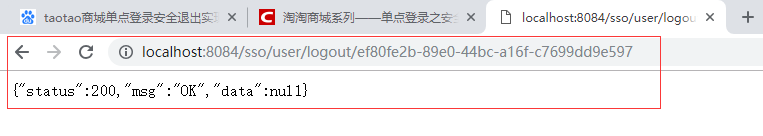 taotao商城单点登录安全退出实
淘淘商城系列——单点登录之安全
localhost:8084/sso/user/logou
localhost:8084/sso/user/logout/ef80fe2b-89e0-44bc-a16f-c7699dd9e597
{"status":200,"msg":"OK","data":null}